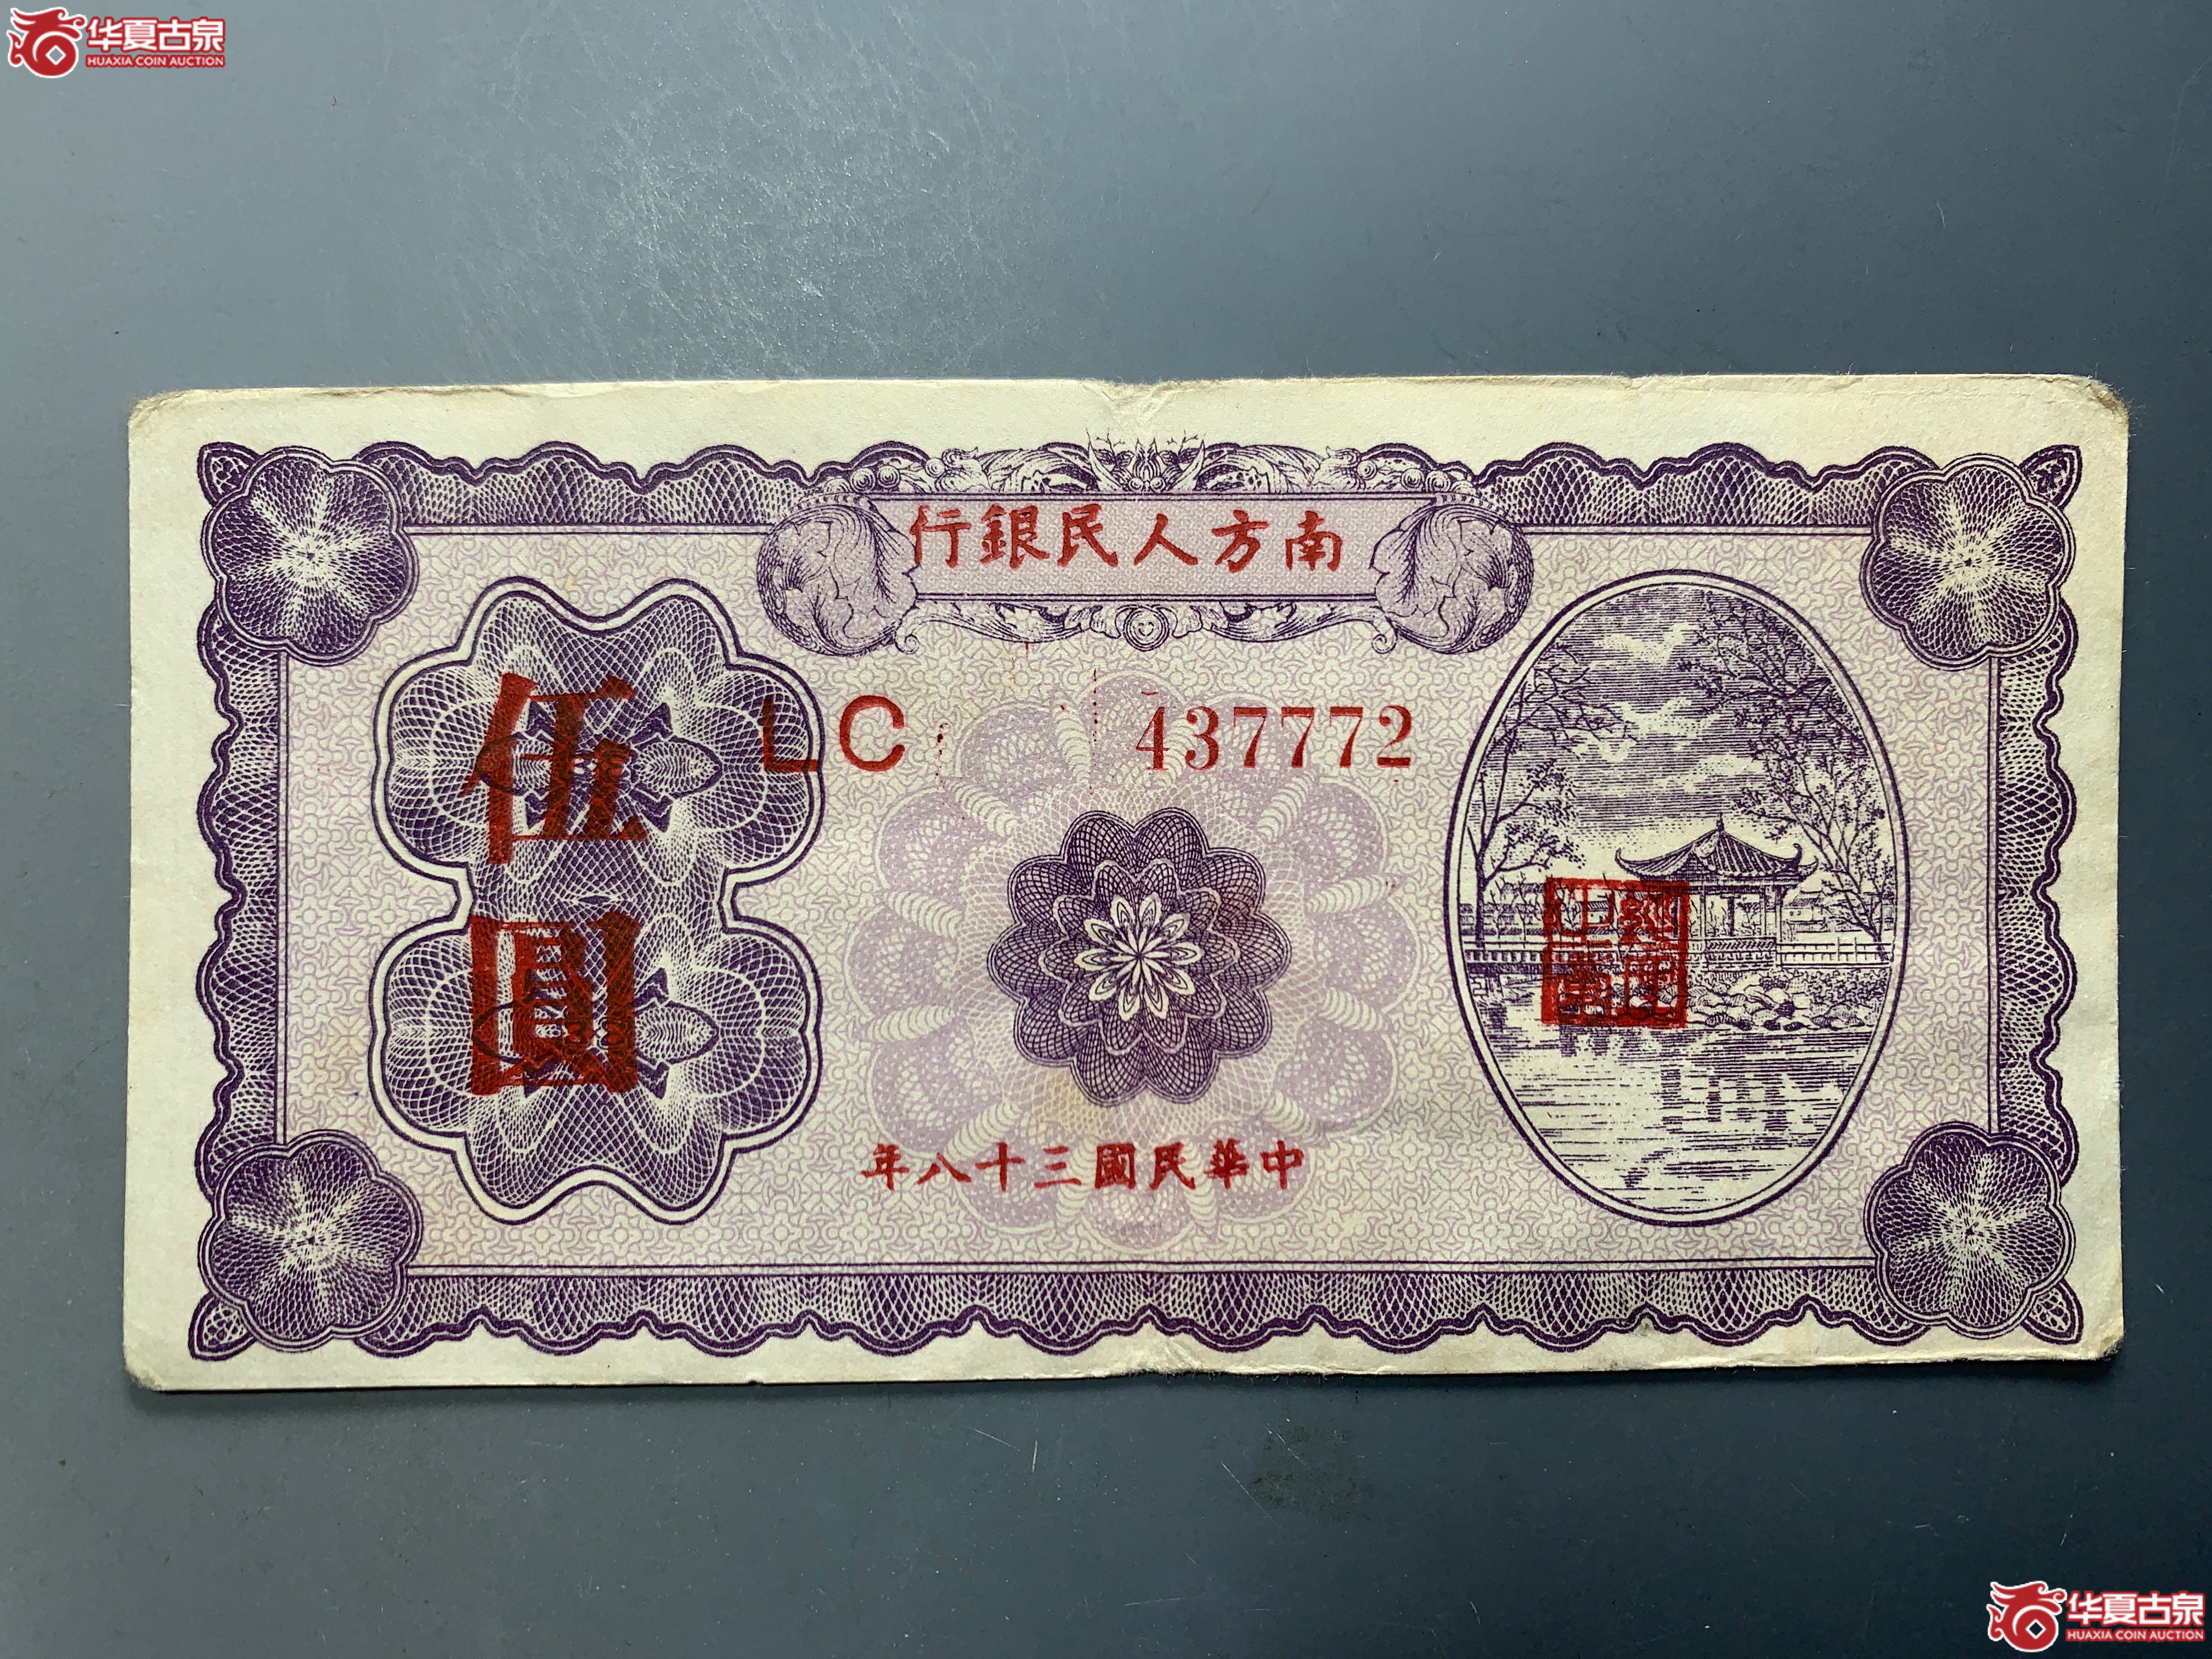 华夏古泉
HUAXIA COIN AUCTION
南方人民銀行
LC 437772
伍圓
中華民國三十八年
华夏古泉
HUAXIA COIN AUCTION